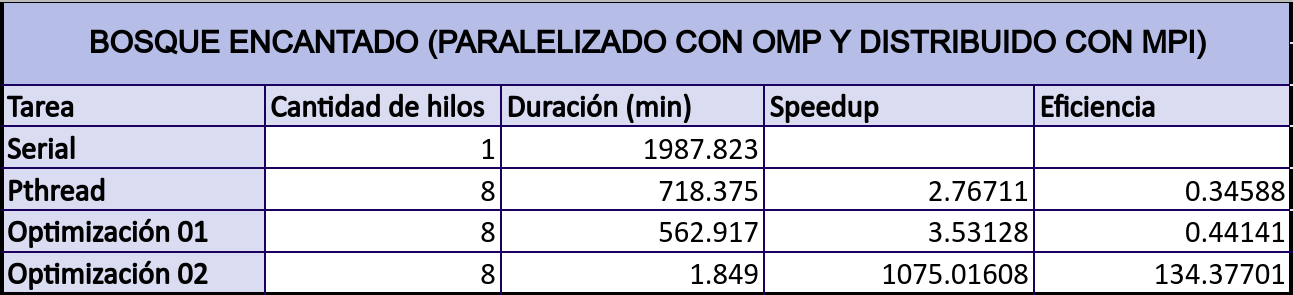 BOSQUE ENCANTADO (PARALELIZADO CON OMP Y DISTRIBUIDO CON MPI)
Tarea Cantidad de hilos Duración (min) Speedup Eficiencia
Serial 1 1987.823
Pthread 8 718.375 2.76711 0.34588
Optimización 01 8 562.917 3.53128 0.44141
Optimización 02 8 1.849 1075.01608 134.37701